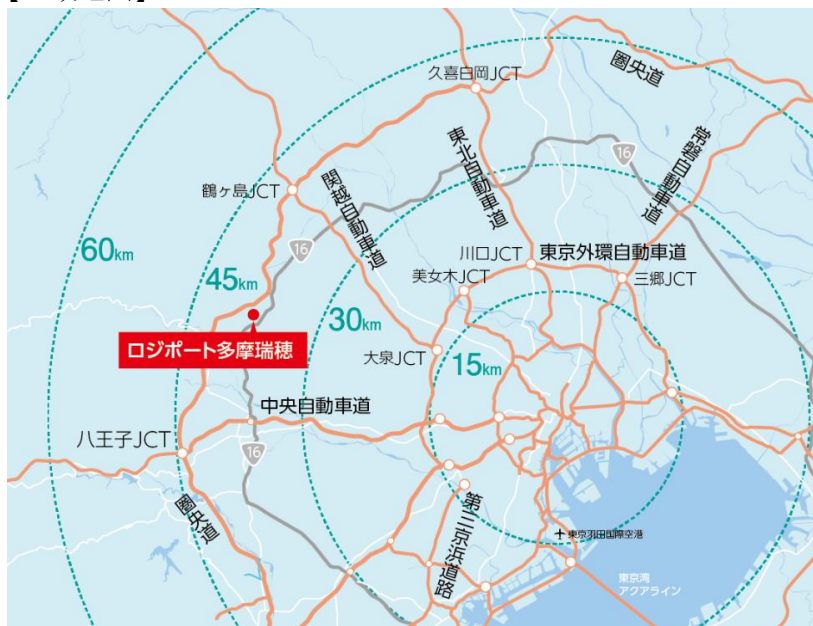 久喜白岡JCT
圏央道
東北自動車道
常磐自動車道
16
鶴ヶ島JCT
関越自動車道
16
60km
45km
川口JCT
東京外環自動車道
美女木JCT
三郷JCT
30km
ロジポート多摩瑞穂
大泉JCT
15km
中央自動車道
八王子JCT
16
圏央道
第三京浜道路
東京羽田国際空港
東京湾
アクアライン